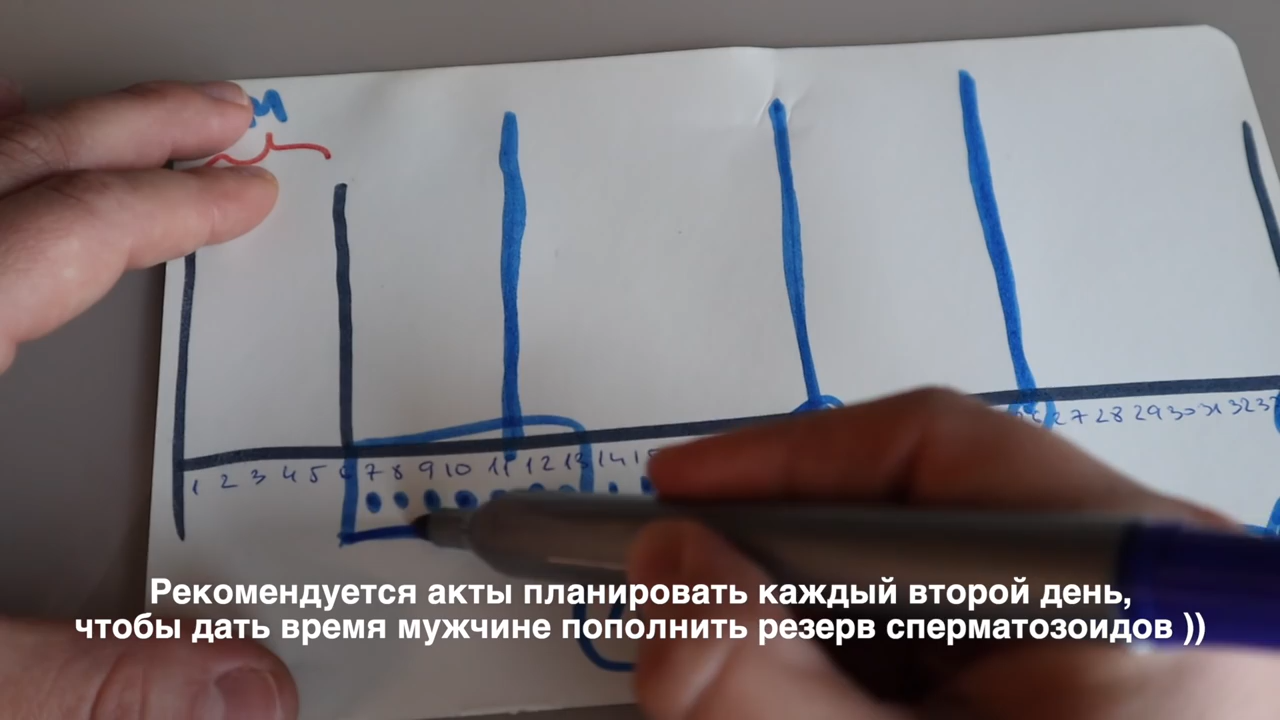 м
1 2 3 4 5 6 7 8 9 10 11 12 13 14 15 27 28 29 30 31 32 33
Рекомендуется акты планировать каждый второй день,
чтобы дать время мужчине пополнить резерв сперматозоидов ))